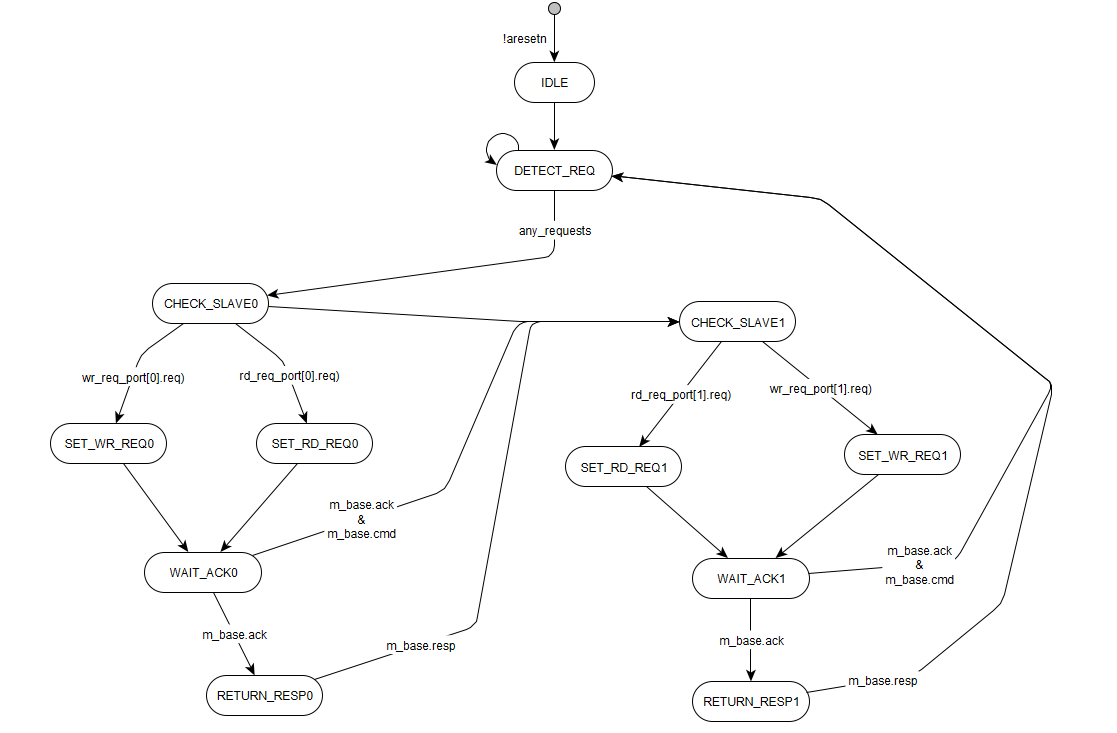 !aresetn
IDLE
DETECT_REQ
any_requests
CHECK_SLAVE0
CHECK_SLAVE1
wr_req_port[0].req)
rd_req_port[0].req)
rd_req_port[1].req)
wr_req_port[1].req)
SET_WR_REQ0
SET_RD_REQ0
SET_RD_REQ1
SET_WR_REQ1
m_base.ack
&
m_base.cmd
m_base.ack
&
m_base.cmd
WAIT_ACK0
WAIT_ACK1
m_base.ack
m_base.resp
m_base.ack
m_base.resp
RETURN_RESP0
RETURN_RESP1